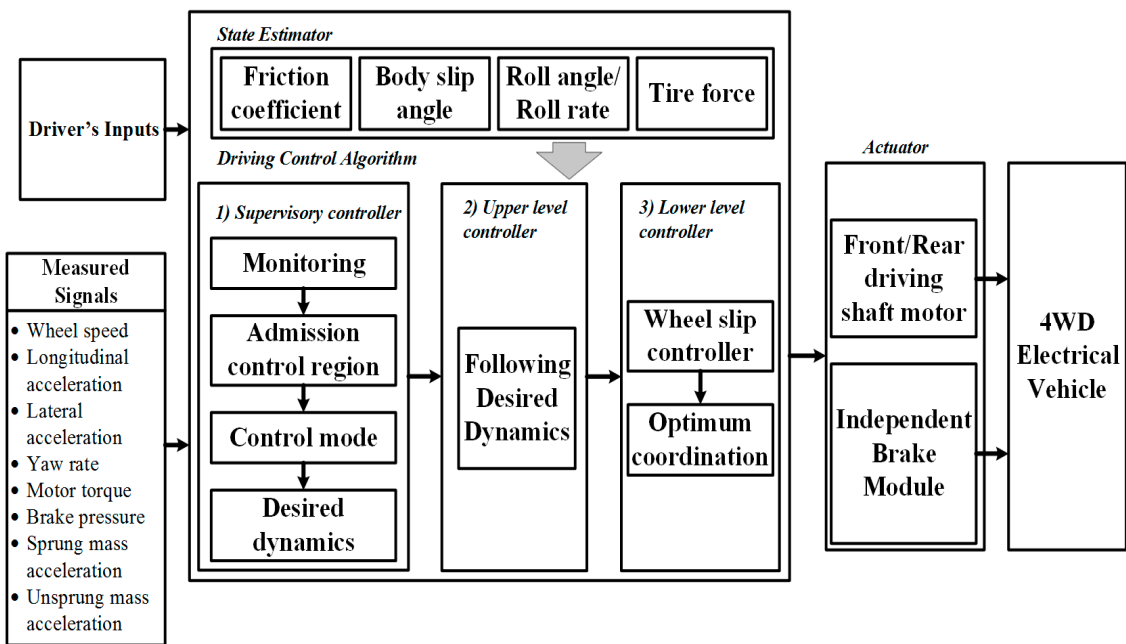 State Estimator
Friction
coefficient
Body slip
angle
Roll angle/
Roll rate
Tire force
Driver's Inputs
Driving Control Algorithm
1) Supervisory controller
Monitoring
Admission
control region
Control mode
Desired
dynamics
2) Upper level
controller
Following
Desired
Dynamics
3) Lower level
controller
Wheel slip
controller
Optimum
coordination
Actuator
Front/Rear
driving
shaft motor
Independent
Brake
Module
4WD
Electrical
Vehicle
Measured
Signals
• Wheel speed
• Longitudinal
acceleration
• Lateral
acceleration
• Yaw rate
• Motor torque
• Brake pressure
• Sprung mass
acceleration
• Unsprung mass
acceleration